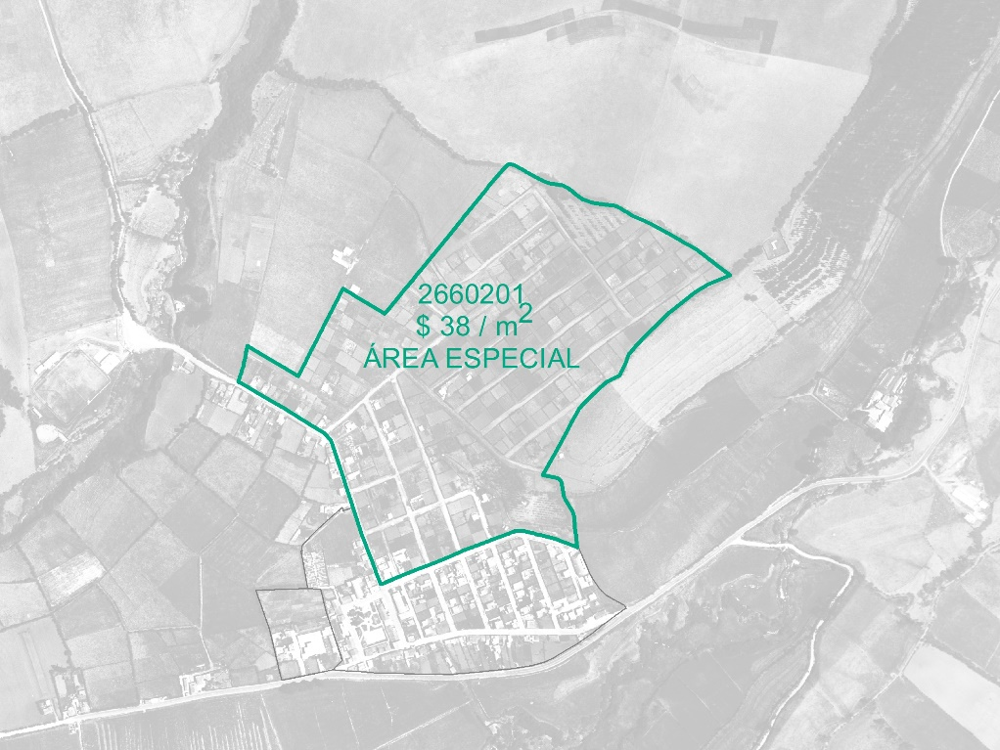 2660201
$ 38 / m2
ÁREA ESPECIAL